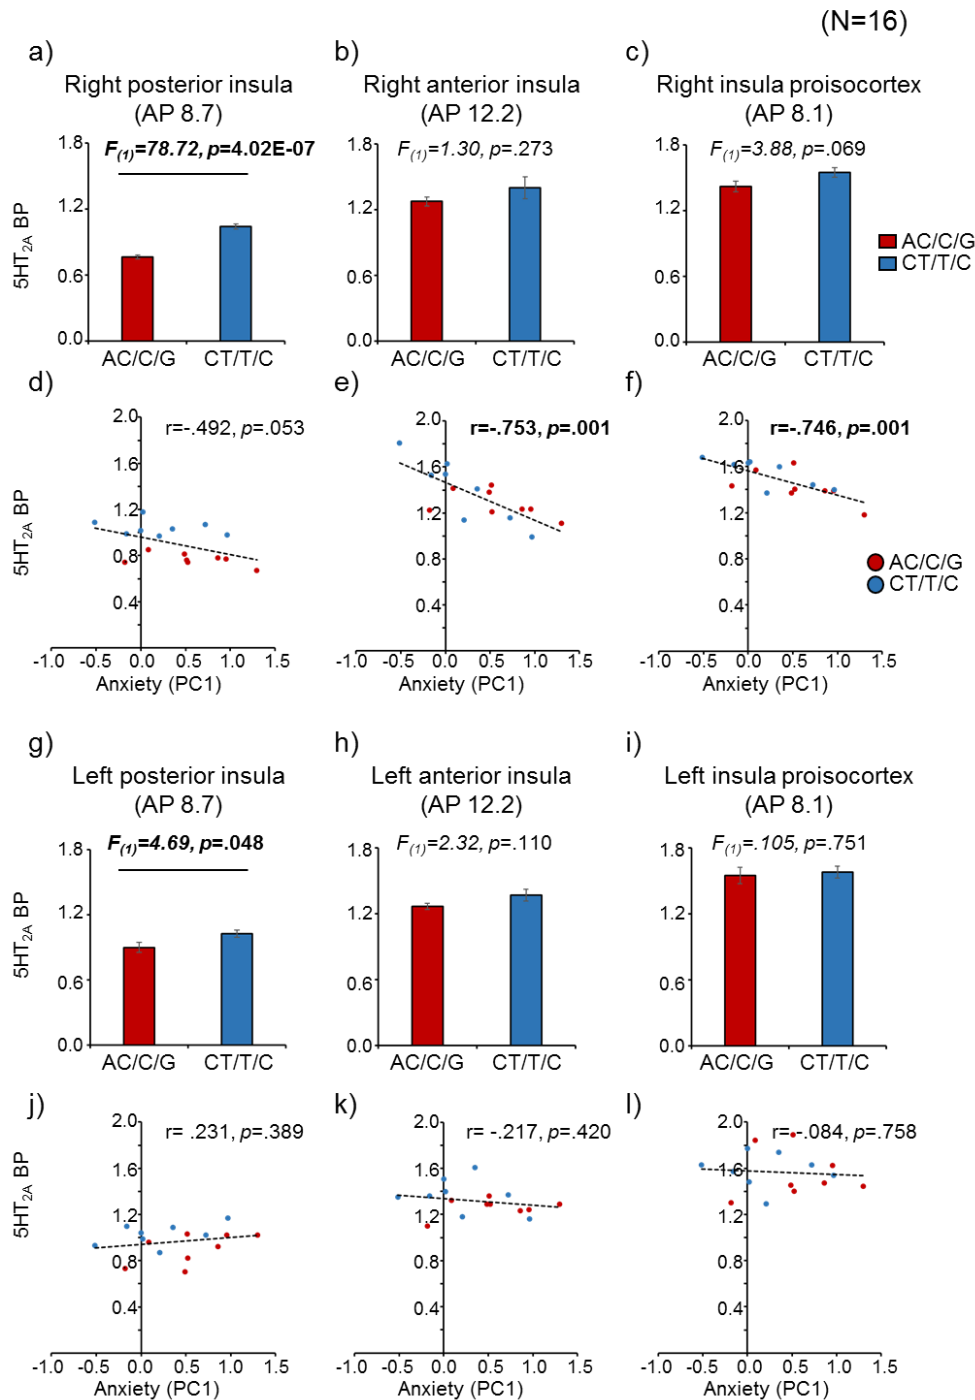 (N=16)
a)
b)
c)
Right posterior insula
(AP 8.7)
Right anterior insula
(AP 12.2)
Right insula proisocortex
(AP 8.1)
F(1)=78.72, p=4.02E-07
F(1)=1.30, p=.273
F(1)=3.88, p=.069
5HT2A BP
1.8
1.2
0.6
0.0
AC/C/G
CT/T/C
1.8
1.2
0.6
0.0
AC/C/G
CT/T/C
1.8
1.2
0.6
0.0
AC/C/G
CT/T/C
AC/C/G
CT/T/C
d)
e)
f)
r=-.492, p=.053
r=-.753, p=.001
r=-.746, p=.001
5HT2A BP
2.0
1.6
1.2
0.8
0.4
-1.0 -0.5 0.0 0.5 1.0 1.5
Anxiety (PC1)
2.0
1.6
1.2
0.8
0.4
-1.0 -0.5 0.0 0.5 1.0 1.5
Anxiety (PC1)
2.0
1.6
1.2
0.8
0.4
-1.0 -0.5 0.0 0.5 1.0 1.5
Anxiety (PC1)
AC/C/G
CT/T/C
g)
h)
i)
Left posterior insula
(AP 8.7)
Left anterior insula
(AP 12.2)
Left insula proisocortex
(AP 8.1)
F(1)=4.69, p=.048
F(1)=2.32, p=.110
F(1)=.105, p=.751
5HT2A BP
1.8
1.2
0.6
0.0
AC/C/G
CT/T/C
1.8
1.2
0.6
0.0
AC/C/G
CT/T/C
1.8
1.2
0.6
0.0
AC/C/G
CT/T/C
j)
k)
l)
r= .231, p=.389
r= -.217, p=.420
r= -.084, p=.758
5HT2A BP
2.0
1.6
1.2
0.8
0.4
-1.0 -0.5 0.0 0.5 1.0 1.5
Anxiety (PC1)
2.0
1.6
1.2
0.8
0.4
-1.0 -0.5 0.0 0.5 1.0 1.5
Anxiety (PC1)
2.0
1.6
1.2
0.8
0.4
-1.0 -0.5 0.0 0.5 1.0 1.5
Anxiety (PC1)